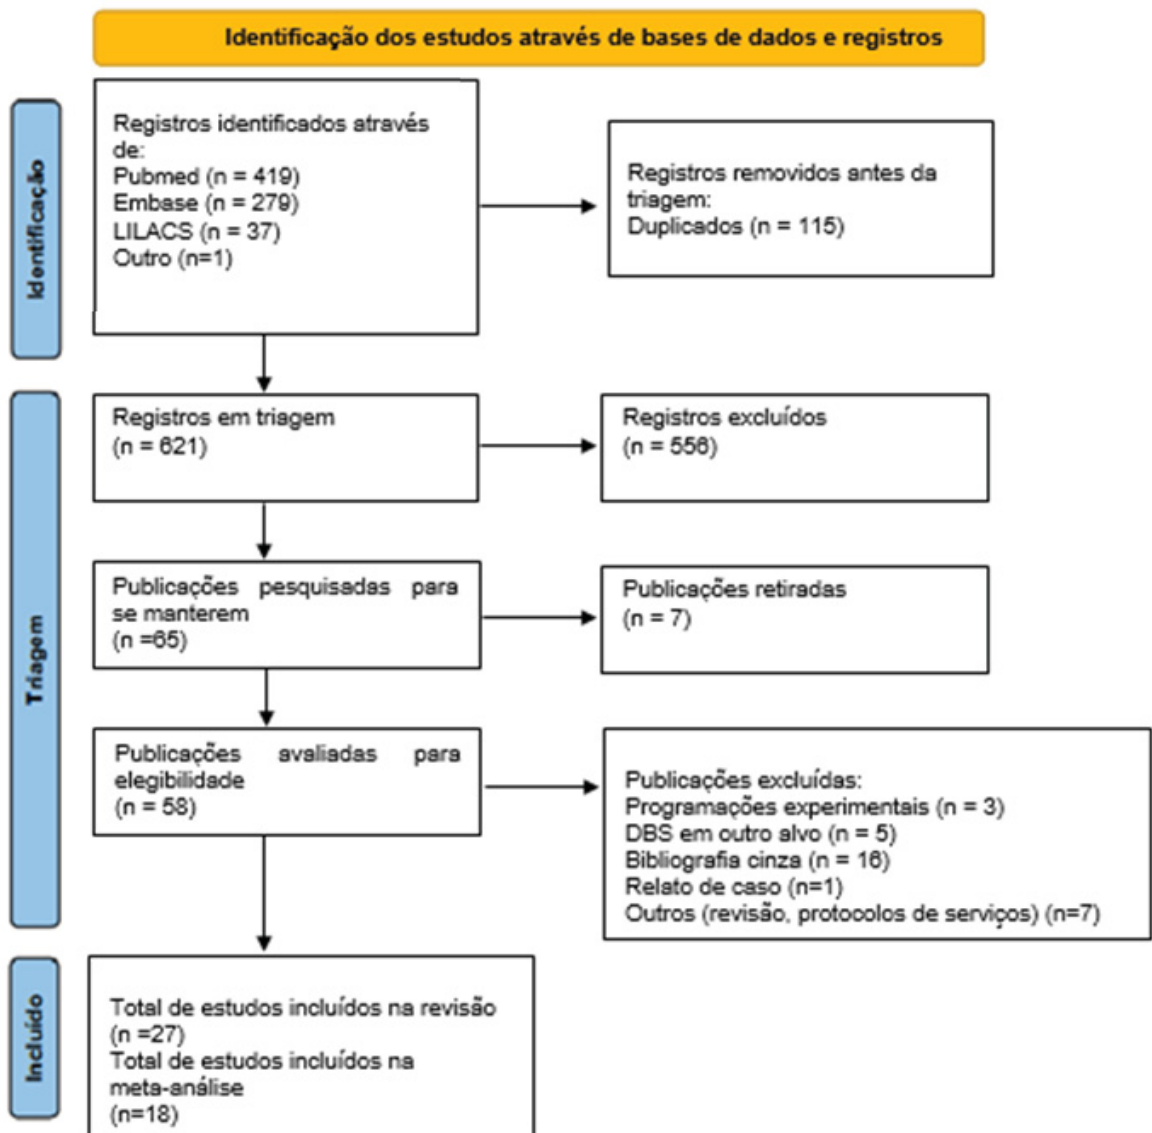 Identificação dos estudos através de bases de dados e registros
Identificação
Registros identificados através
de:
Pubmed (n = 419)
Embase (n = 279)
LILACS (n = 37)
Outro (n=1)
Registros removidos antes da
triagem:
Duplicados (n = 115)
Triagem
Registros em triagem
(n = 621)
Registros excluídos
(n = 556)
Publicações pesquisadas para
se manterem
(n =65)
Publicações retiradas
(n = 7)
Publicações avaliadas para
elegibilidade
(n = 58)
Publicações excluídas:
Programações experimentais (n = 3)
DBS em outro alvo (n = 5)
Bibliografia cinza (n = 16)
Relato de caso (n=1)
Outros (revisão, protocolos de serviços) (n=7)
Incluído
Total de estudos incluídos na revisão
(n =27)
Total de estudos incluídos na
meta-análise
(n=18)